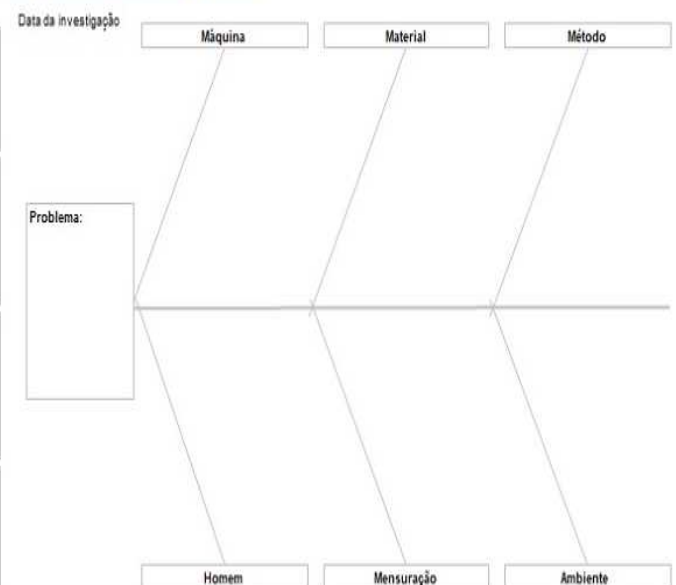 Data da investigação
Máquina
Material
Método
Problema:
Homem
Mensuração
Ambiente